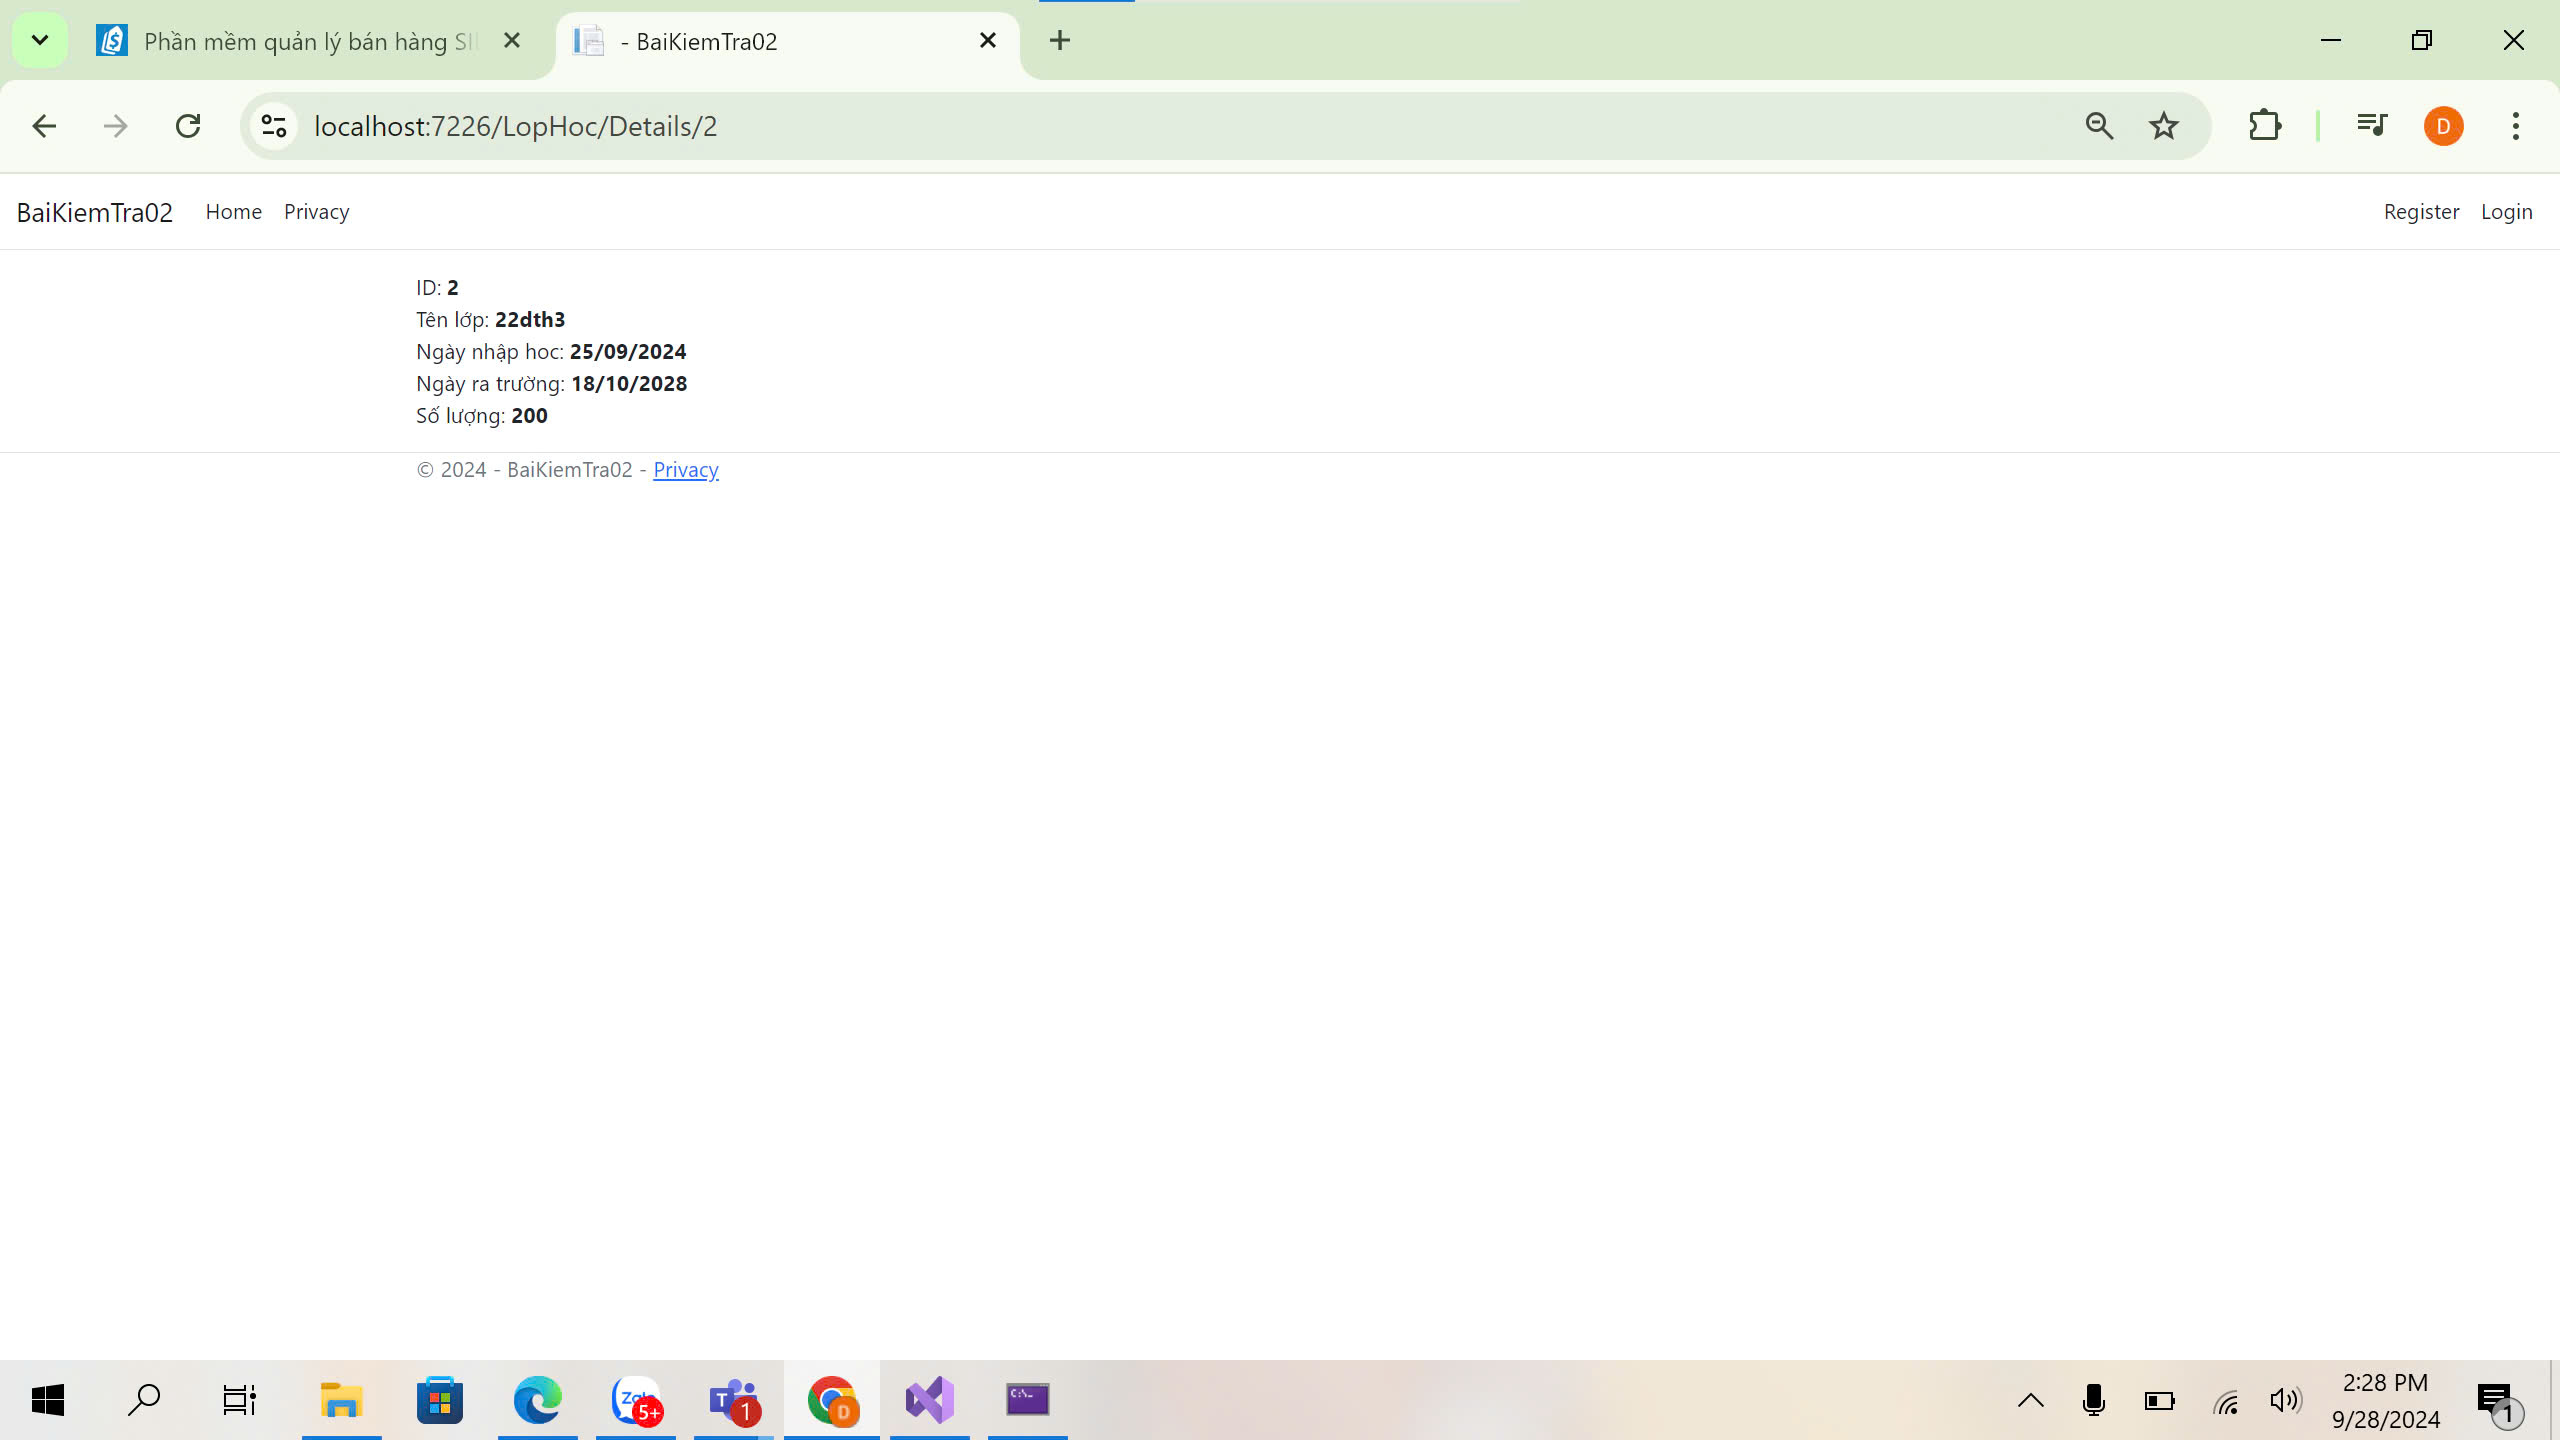 Phần mềm quản lý bán hàng
- BaiKiemTra02
localhost:7226/LopHoc/Details/2
D
BaiKiemTra02 Home Privacy Register Login
ID: 2
Tên lớp: 22dth3
Ngày nhập hoc: 25/09/2024
Ngày ra trường: 18/10/2028
Số lượng: 200
© 2024 - BaiKiemTra02 - Privacy
5+
T
1
D
C:\_
2:28 PM
9/28/2024
1